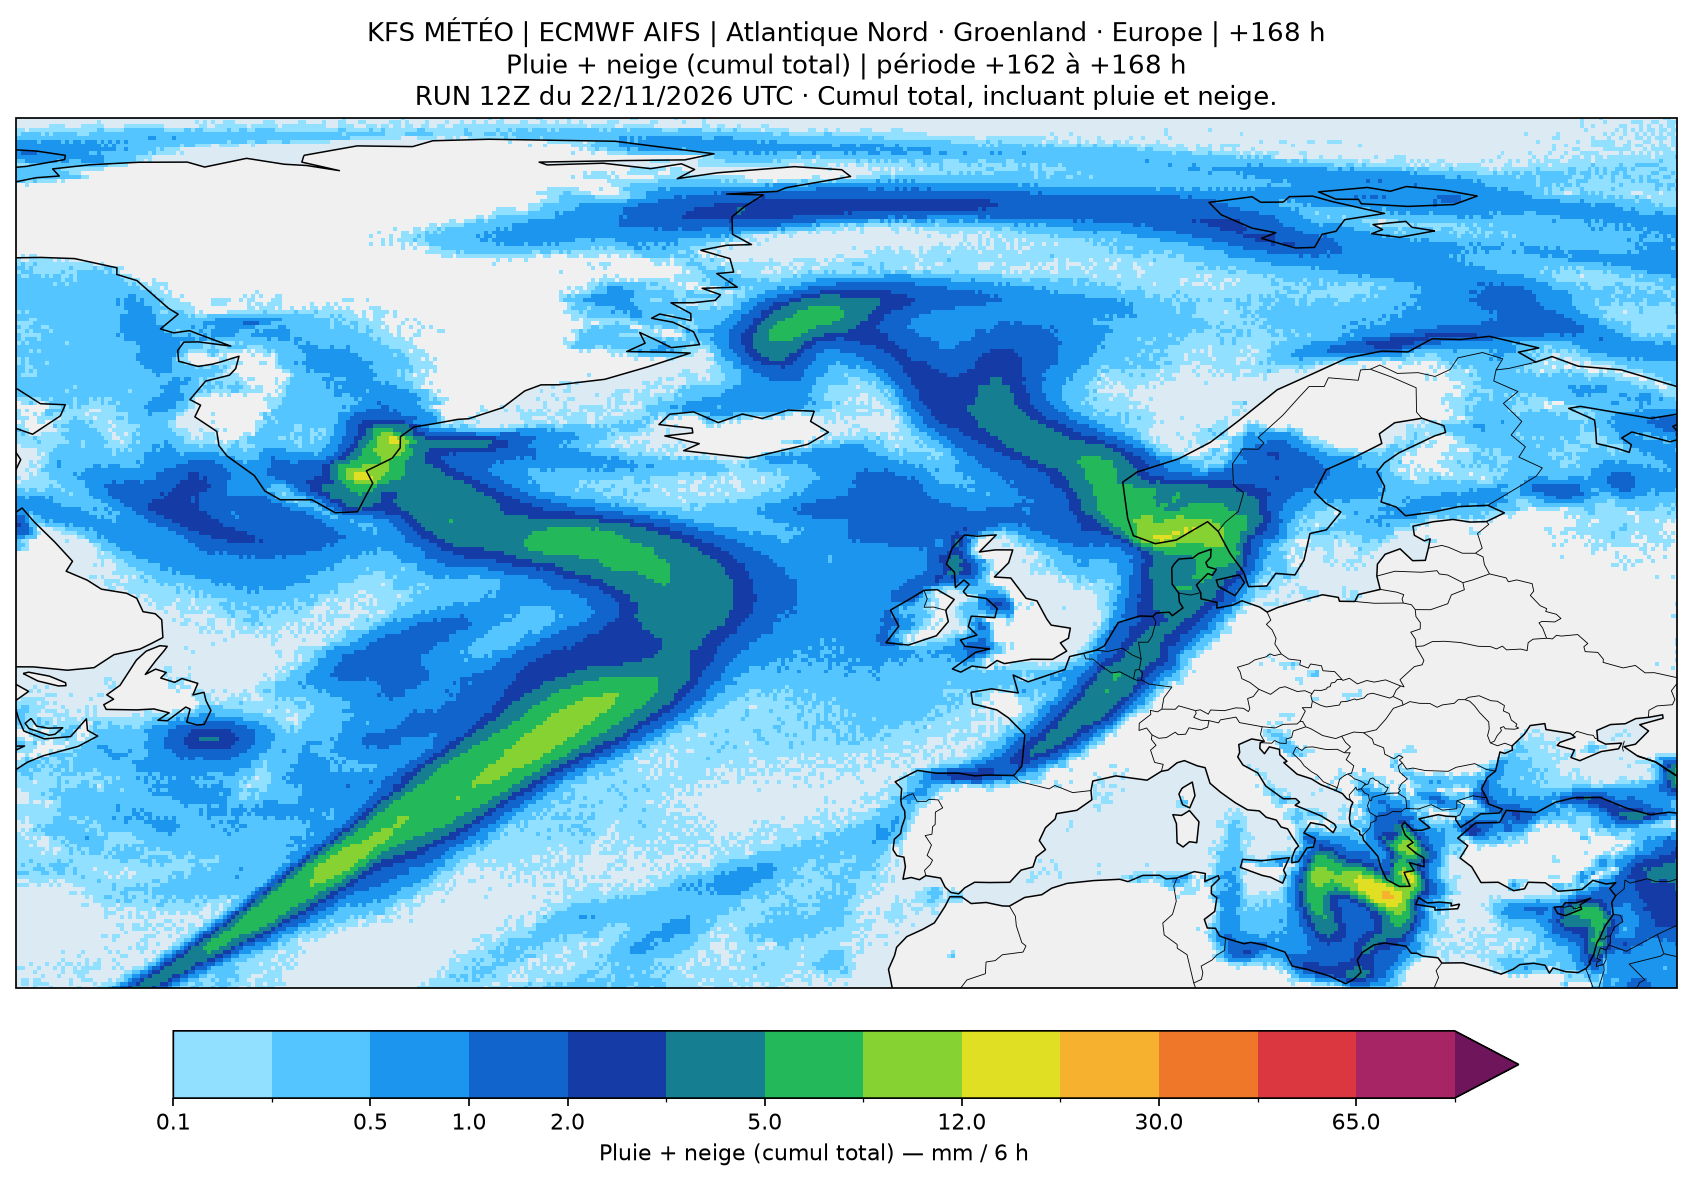 KFS MÉTÉO | ECMWF AIFS | Atlantique Nord · Groenland · Europe | +168 h
Pluie + neige (cumul total) | période +162 à +168 h
RUN 12Z du 22/11/2026 UTC · Cumul total, incluant pluie et neige.
0.1 0.5 1.0 2.0 5.0 12.0 30.0 65.0
Pluie + neige (cumul total) — mm / 6 h